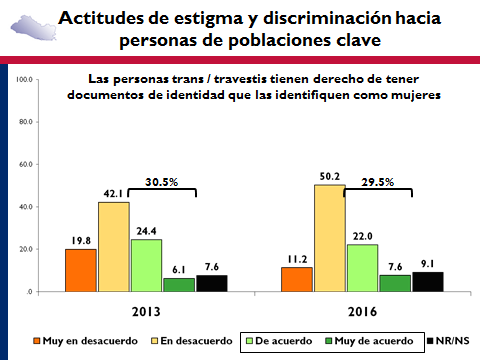 Actitudes de estigma y discriminación hacia
personas de poblaciones clave
Las personas trans / travestis tienen derecho de tener
documentos de identidad que las identifiquen como mujeres
100.0
80.0
60.0
40.0
20.0
.0
19.8
42.1
30.5%
24.4
6.1
7.6
11.2
50.2
29.5%
22.0
7.6
9.1
2013
2016
Muy en desacuerdo
En desacuerdo
De acuerdo
Muy de acuerdo
NR/NS